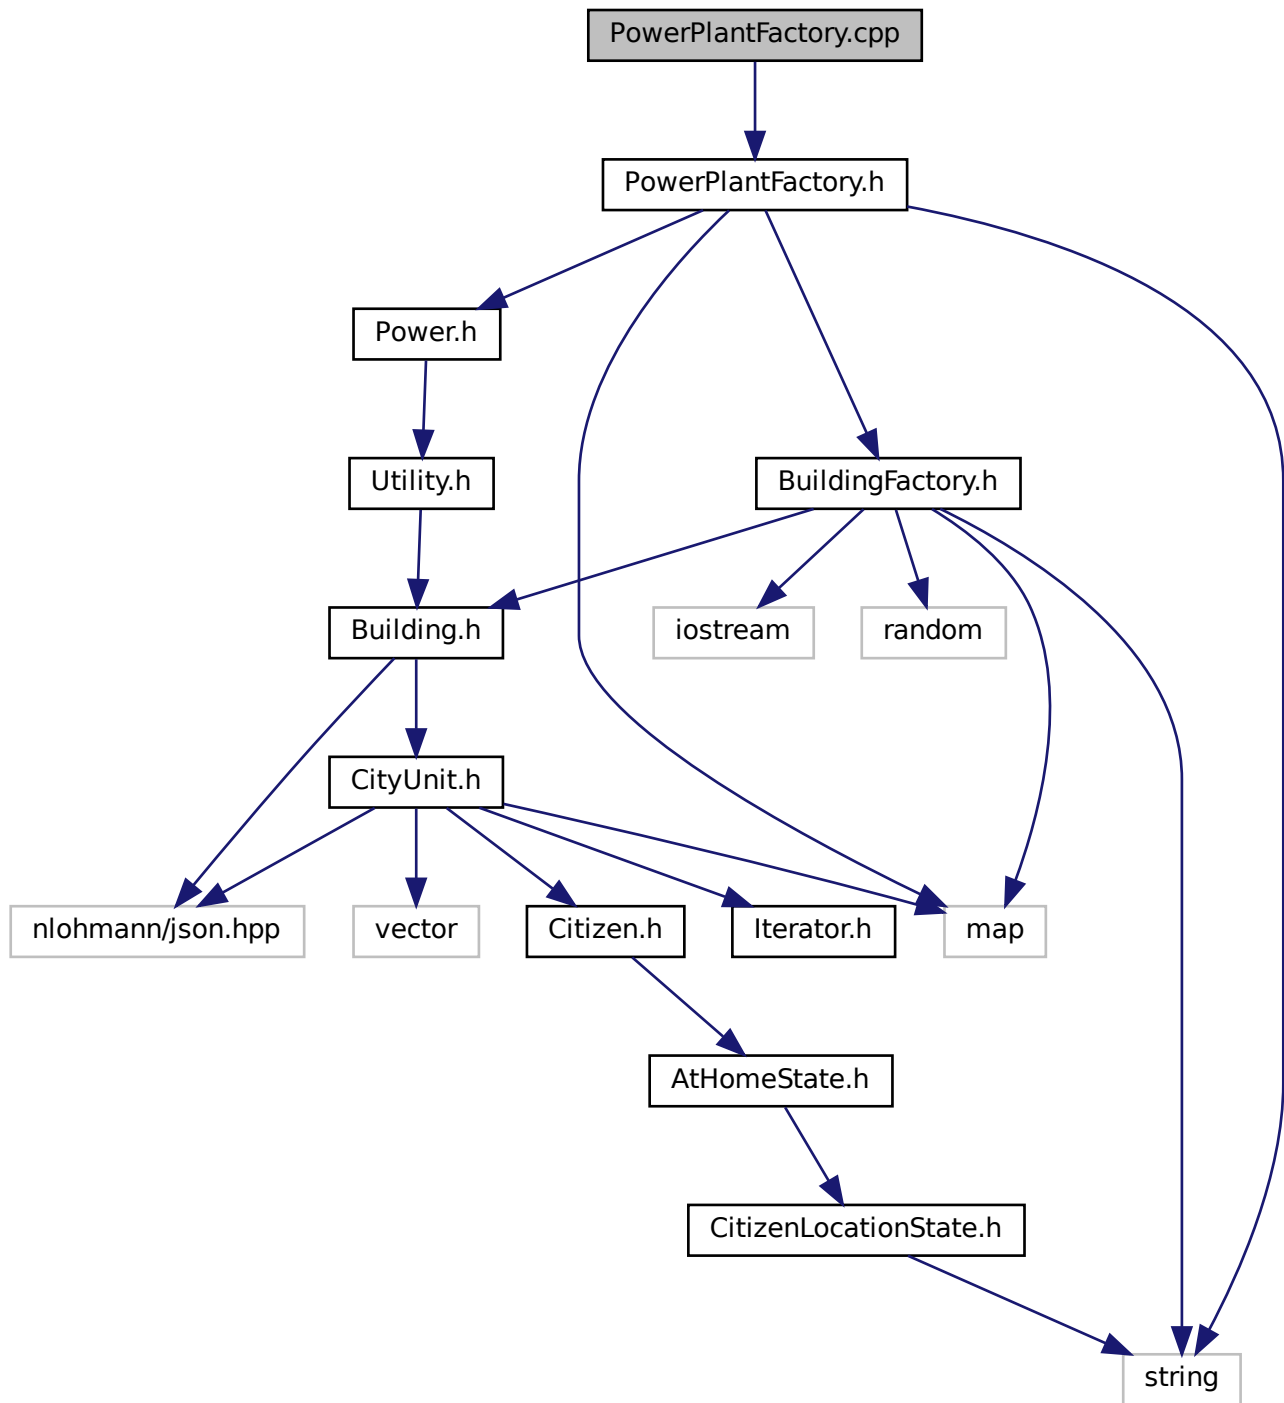 PowerPlantFactory.cpp
PowerPlantFactory.h
Power.h
Utility.h
BuildingFactory.h
Building.h
iostream
random
CityUnit.h
nlohmann/json.hpp
vector
Citizen.h
Iterator.h
map
AtHomeState.h
CitizenLocationState.h
string